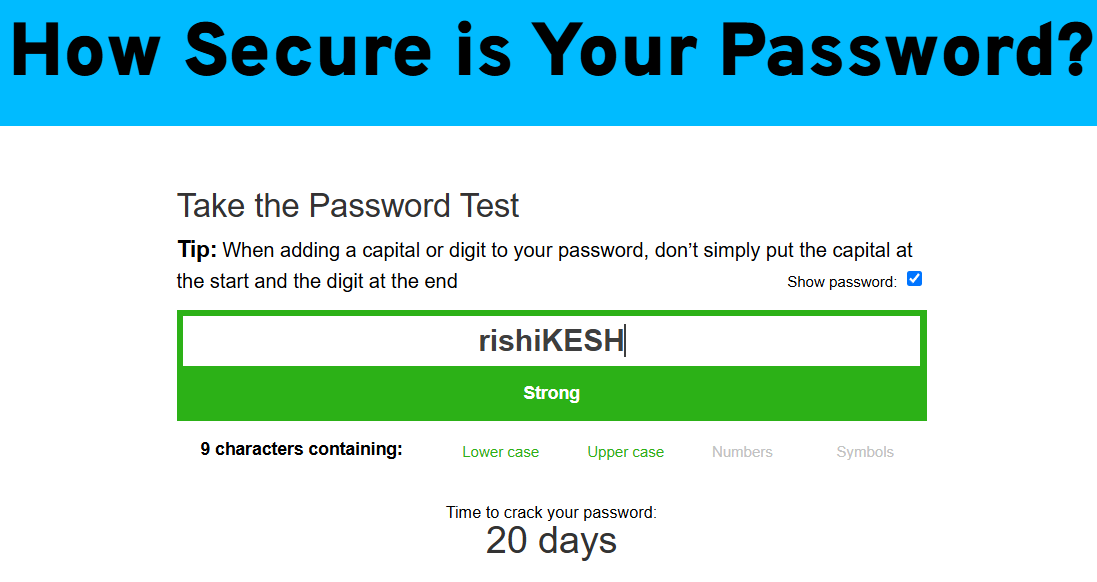 How Secure is Your Password?
Take the Password Test
Tip: When adding a capital or digit to your password, don’t simply put the capital at
the start and the digit at the end
Show password:
rishiKESH
Strong
9 characters containing: Lower case Upper case Numbers Symbols
Time to crack your password:
20 days